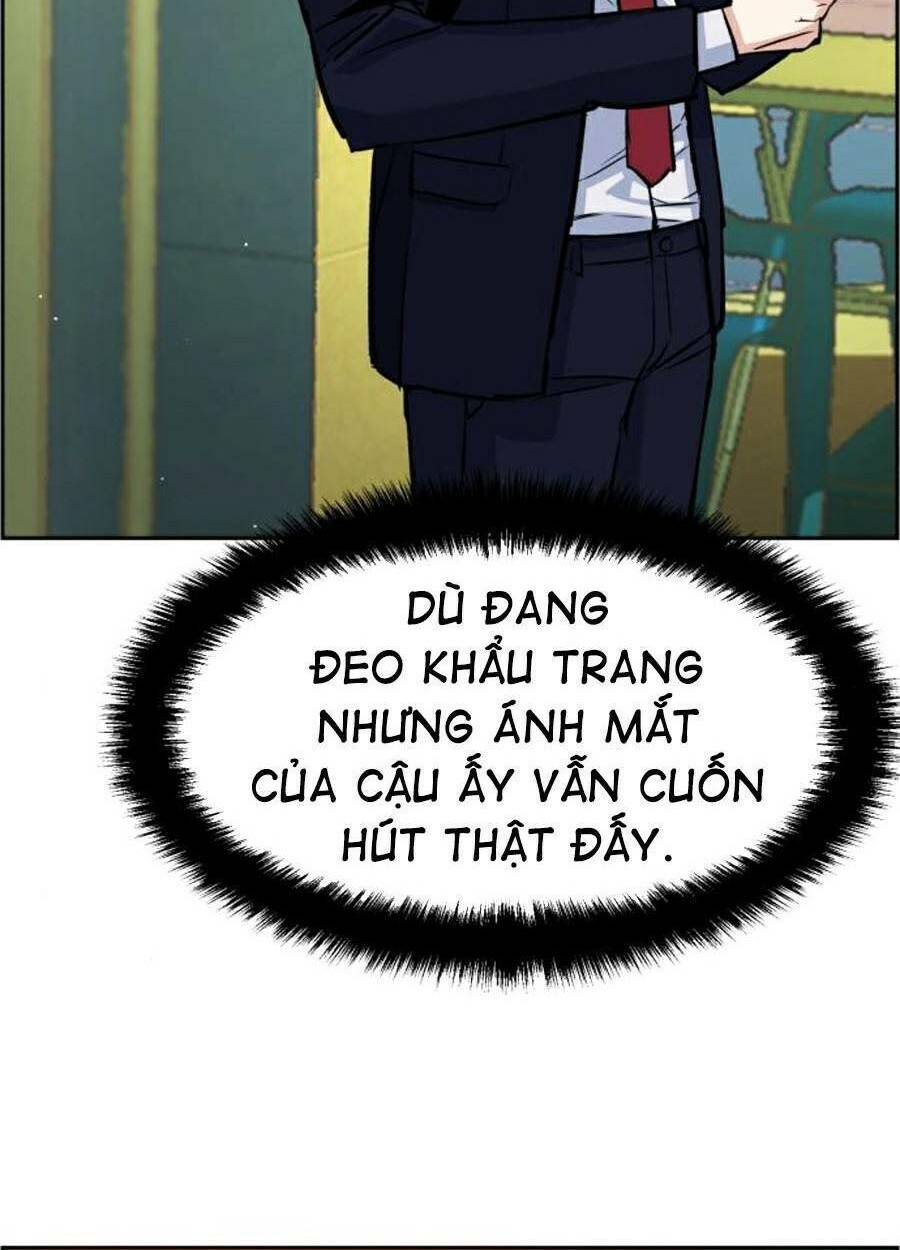 DÙ ĐANG
ĐEO KHẨU TRANG
NHƯNG ÁNH MẮT
CỦA CẬU ẤY VẪN CUỐN
HÚT THẬT ĐẤY.